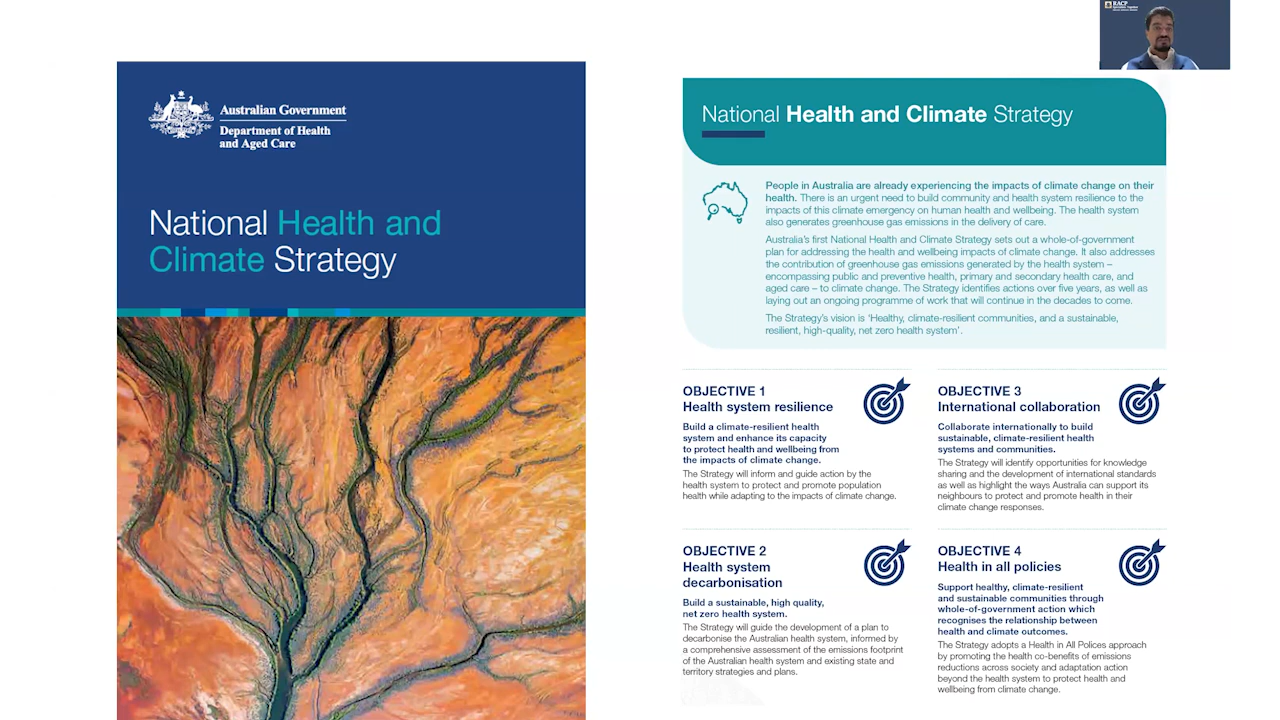 RACP
Australian Government
Department of Health
and Aged Care
National Health and
Climate Strategy
National Health and Climate Strategy
People in Australia are already experiencing the impacts of climate change on their
health. There is an urgent need to build community and health system resilience to the
impacts of this climate emergency on human health and wellbeing. The health system
also generates greenhouse gas emissions in the delivery of care.
Australia's first National Health and Climate Strategy sets out a whole-of-government
plan for addressing the health and wellbeing impacts of climate change. It also addresses
the contribution of greenhouse gas emissions generated by the health system –
encompassing public and preventive health, primary and secondary health care, and
aged care – to climate change. The Strategy identifies actions over five years, as well as
laying out an ongoing programme of work that will continue in the decades to come.
The Strategy's vision is 'Healthy, climate-resilient communities, and a sustainable,
resilient, high-quality, net zero health system'.
OBJECTIVE 1
Health system resilience
Build a climate-resilient health
system and enhance its capacity
to protect health and wellbeing from
the impacts of climate change.
The Strategy will inform and guide action by the
health system to protect and promote population
health while adapting to the impacts of climate change.
OBJECTIVE 2
Health system
decarbonisation
Build a sustainable, high quality,
net zero health system.
The Strategy will guide the development of a plan to
decarbonise the Australian health system, informed by
a comprehensive assessment of the emissions footprint
of the Australian health system and existing state and
territory strategies and plans.
OBJECTIVE 3
International collaboration
Collaborate internationally to build
sustainable, climate-resilient health
systems and communities.
The Strategy will identify opportunities for knowledge
sharing and the development of international standards
as well as highlight the ways Australia can support its
neighbours to protect and promote health in their
climate change responses.
OBJECTIVE 4
Health in all policies
Support healthy, climate-resilient
and sustainable communities through
whole-of-government action which
recognises the relationship between
health and climate outcomes.
The Strategy adopts a Health in All Polices approach
by promoting the health co-benefits of emissions
reductions across society and adaptation action
beyond the health system to protect health and
wellbeing from climate change.